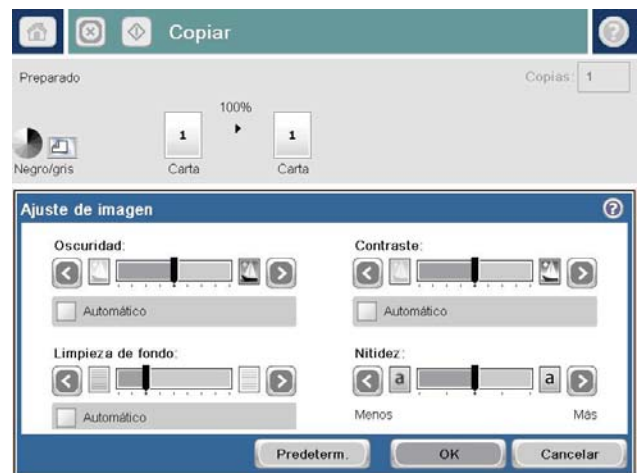 Copiar
Preparado
Copias: 1
100%
1 1
Negro/gris Carta Carta
Ajuste de imagen
Oscuridad: Contraste:
Automático Automático
Limpieza de fondo: Nitidez:
a a
Automático Menos Más
Predeterm. OK Cancelar